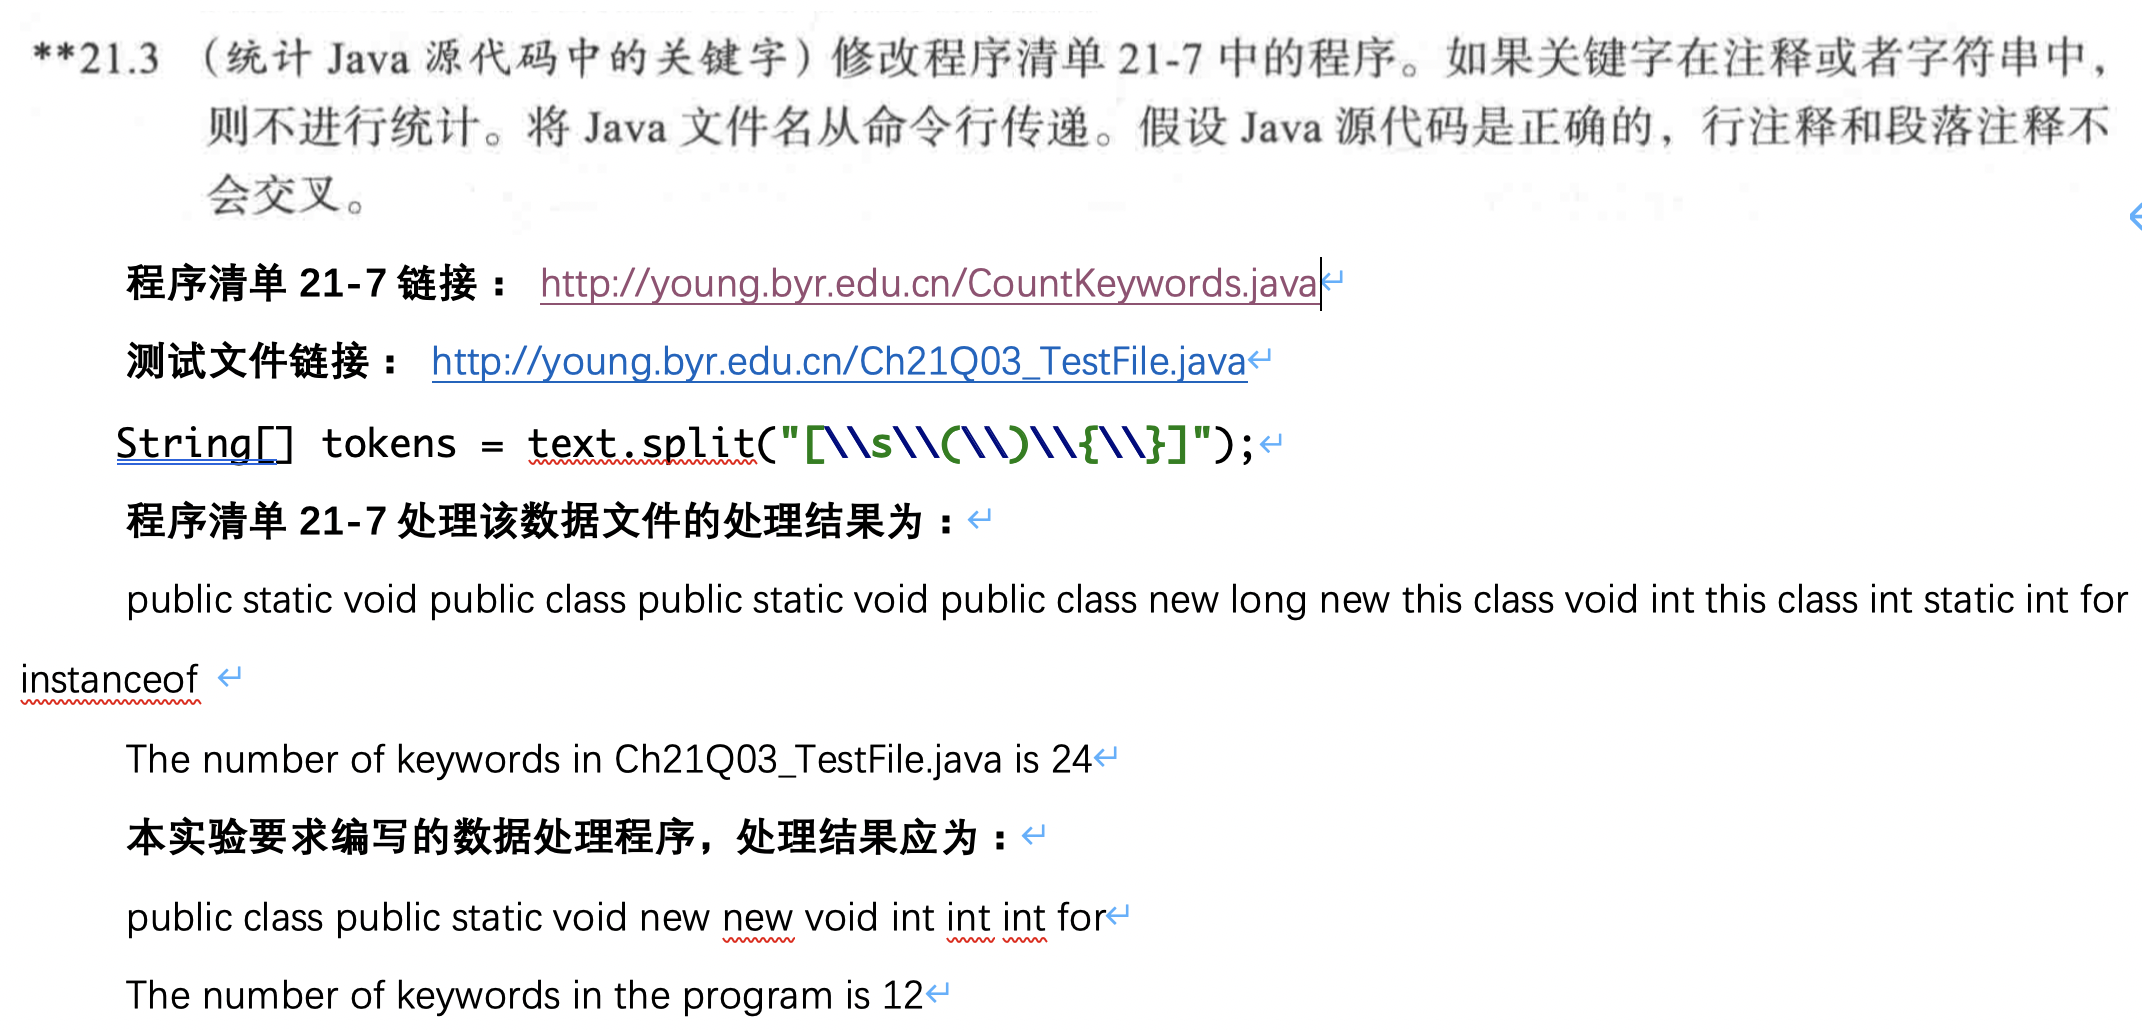 **21.3 （统计 Java 源代码中的关键字）修改程序清单 21-7 中的程序。如果关键字在注释或者字符串中，
则不进行统计。将 Java 文件名从命令行传递。假设 Java 源代码是正确的，行注释和段落注释不
会交叉。
程序清单 21-7 链接： http://young.byr.edu.cn/CountKeywords.java
测试文件链接： http://young.byr.edu.cn/Ch21Q03_TestFile.java
String[] tokens = text.split("[\\s\\(\\)\\{\\}]");
程序清单 21-7 处理该数据文件的处理结果为：
public static void public class public static void public class new long new this class void int this class int static int for
instanceof
The number of keywords in Ch21Q03_TestFile.java is 24
本实验要求编写的数据处理程序，处理结果应为：
public class public static void new new void int int int for
The number of keywords in the program is 12